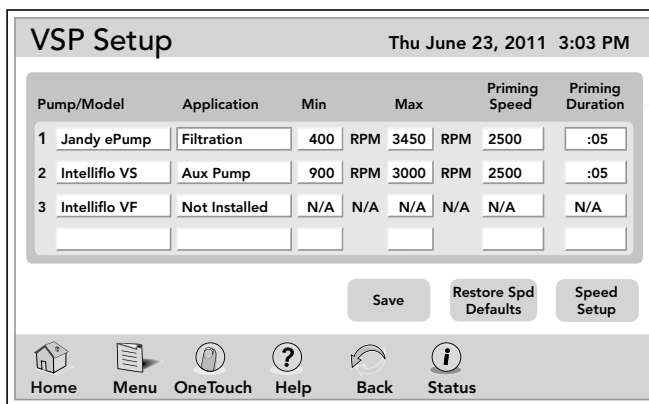 VSP Setup Thu June 23, 2011 3:03 PM
Pump/Model Application Min Max Priming Speed Priming Duration
1 Jandy ePump Filtration 400 RPM 3450 RPM 2500 :05
2 Intelliflo VS Aux Pump 900 RPM 3000 RPM 2500 :05
3 Intelliflo VF Not Installed N/A N/A N/A N/A N/A N/A
Save Restore Spd Defaults Speed Setup
? i
Home Menu OneTouch Help Back Status